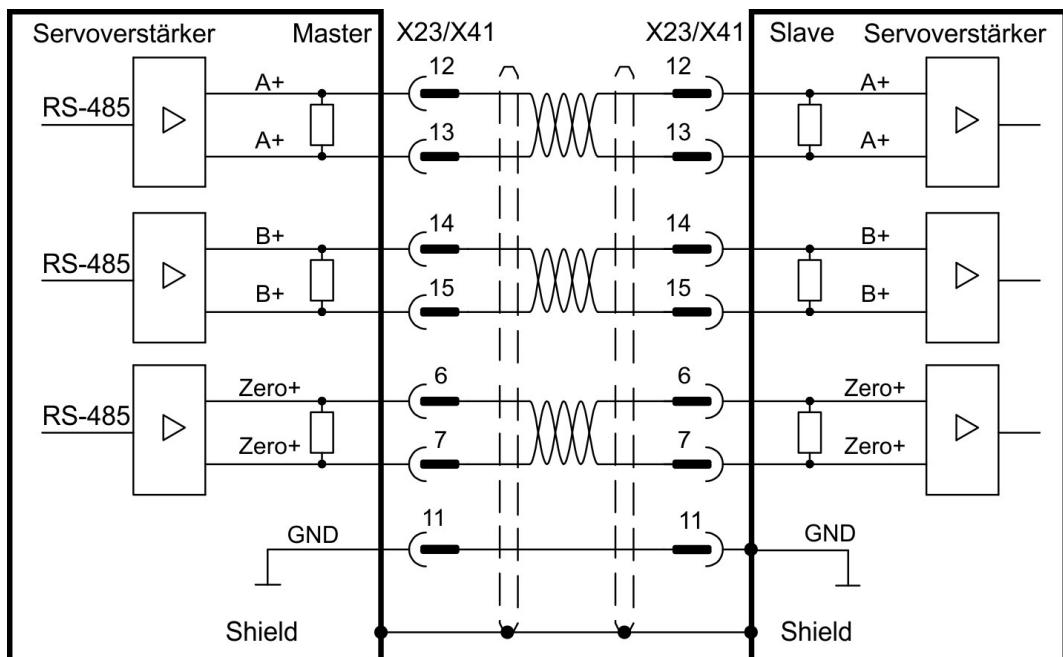 Servoverstärker Master X23/X41 X23/X41 Slave Servoverstärker
12 12
A+ A+
RS-485
13 13
A+ A+
14 14
B+ B+
RS-485
15 15
B+ B+
6 6
Zero+ Zero+
RS-485
7 7
Zero+ Zero+
11 11
GND GND
Shield Shield